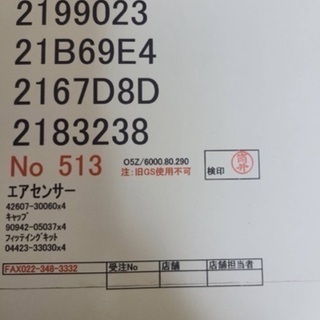 2199023
21B69E4
2167D8D
2183238
No 513
O5Z/6000.80.290
注:旧GS使用不可
検印
エアセンサー
42607-30060x4
キャップ
90942-05037x4
フィッティングキット
04423-33030x4
FAX022-348-3332
受注No
店舗
店舗担当者